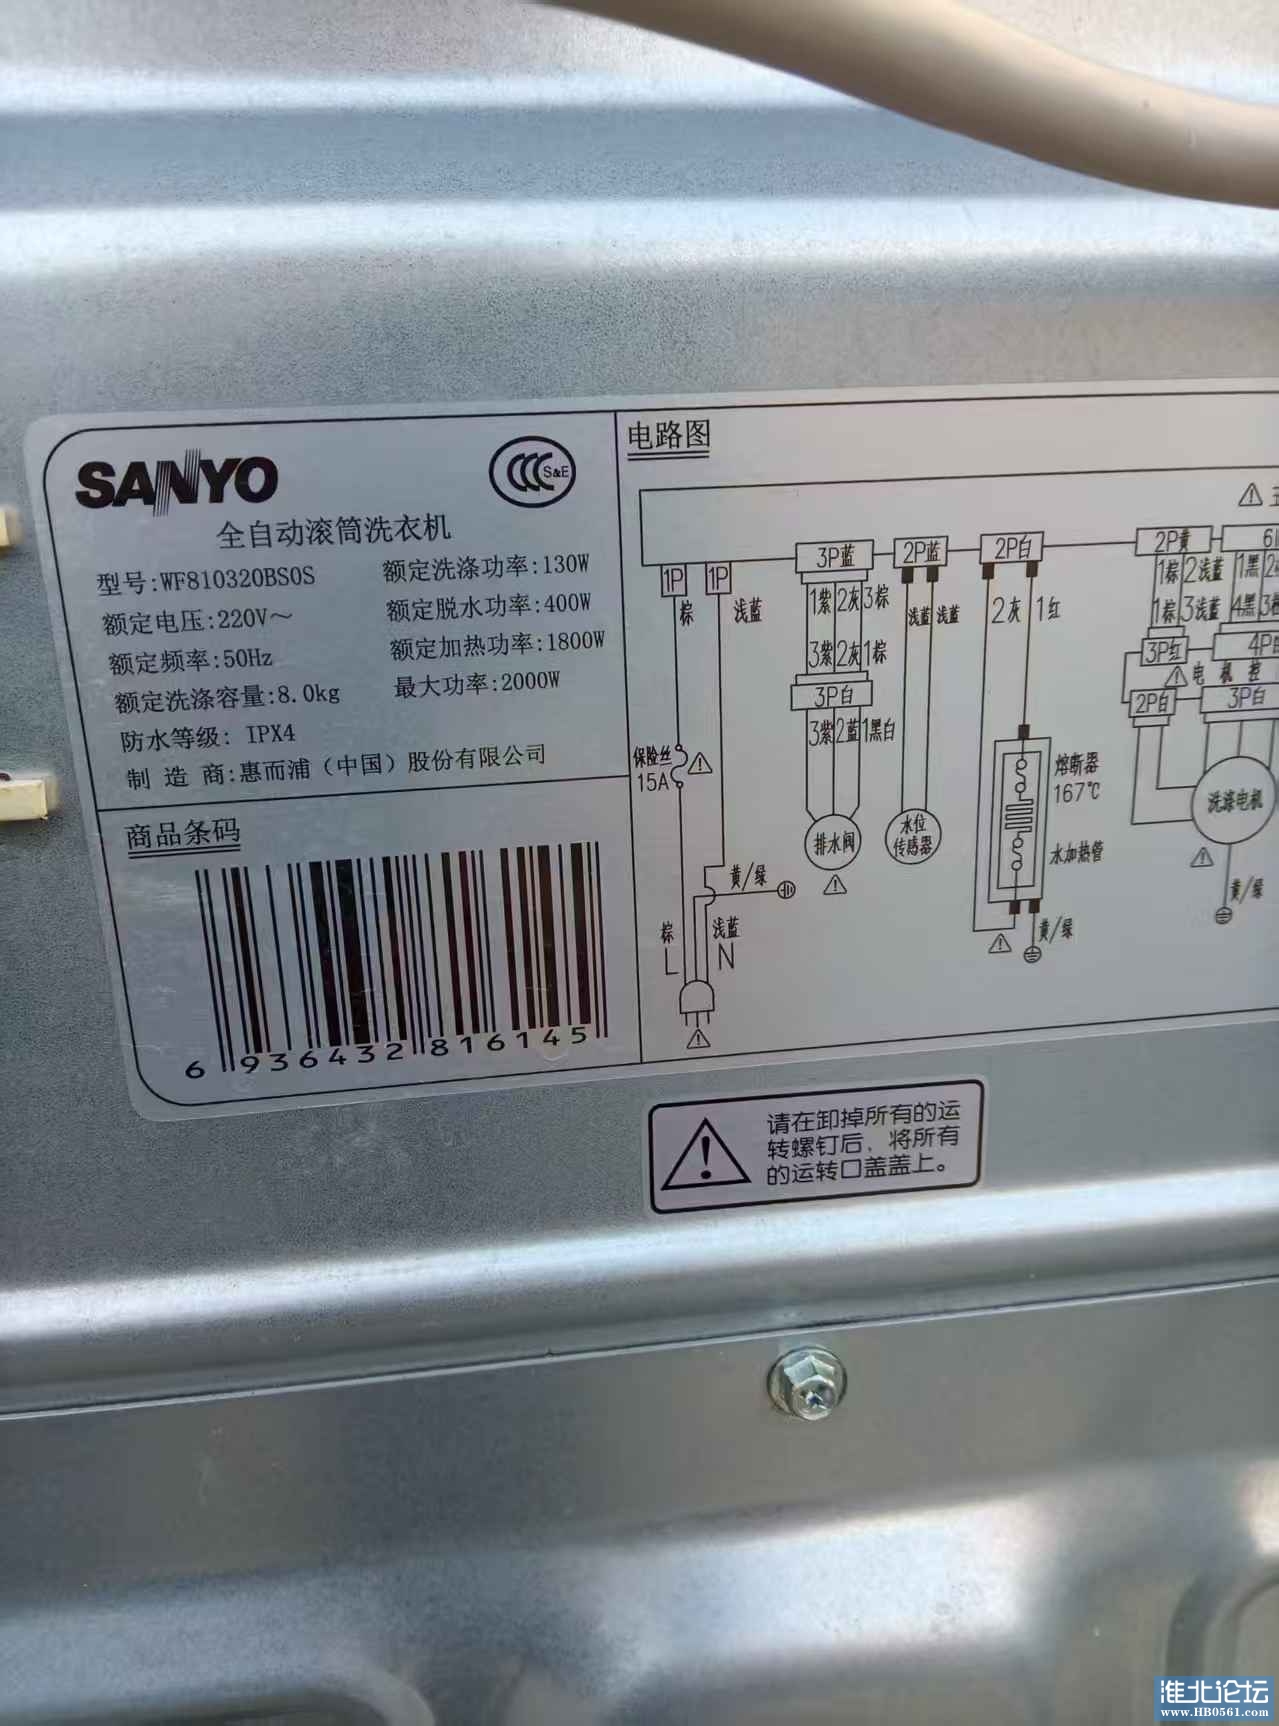 SANYO
S&E
全自动滚筒洗衣机
型号:WF810320BS0S
额定洗涤功率:130W
额定电压:220V～
额定脱水功率:400W
额定频率:50Hz
额定加热功率:1800W
额定洗涤容量:8.0kg
最大功率:2000W
防水等级: IPX4
制 造 商:惠而浦（中国）股份有限公司
商品条码
6 936432 816145
电路图
1P
1P
3P蓝
2P蓝
2P白
2P黄
棕
浅蓝
1紫 2灰 3棕
浅蓝 浅蓝
2灰
1红
1棕 2浅蓝 1黑
1棕 3浅蓝 4黑
3紫 2灰 1棕
3P红
4P白
电 机 控
3P白
2P白
3P白
3紫 2蓝 1黑白
保险丝
15A
熔断器
167℃
排水阀
水位
传感器
水加热管
洗涤电机
黄/绿
黄/绿
黄/绿
棕
浅蓝
L
N
请在卸掉所有的运
转螺钉后，将所有
的运转口盖盖上。
淮北论坛
www.HB0561.com